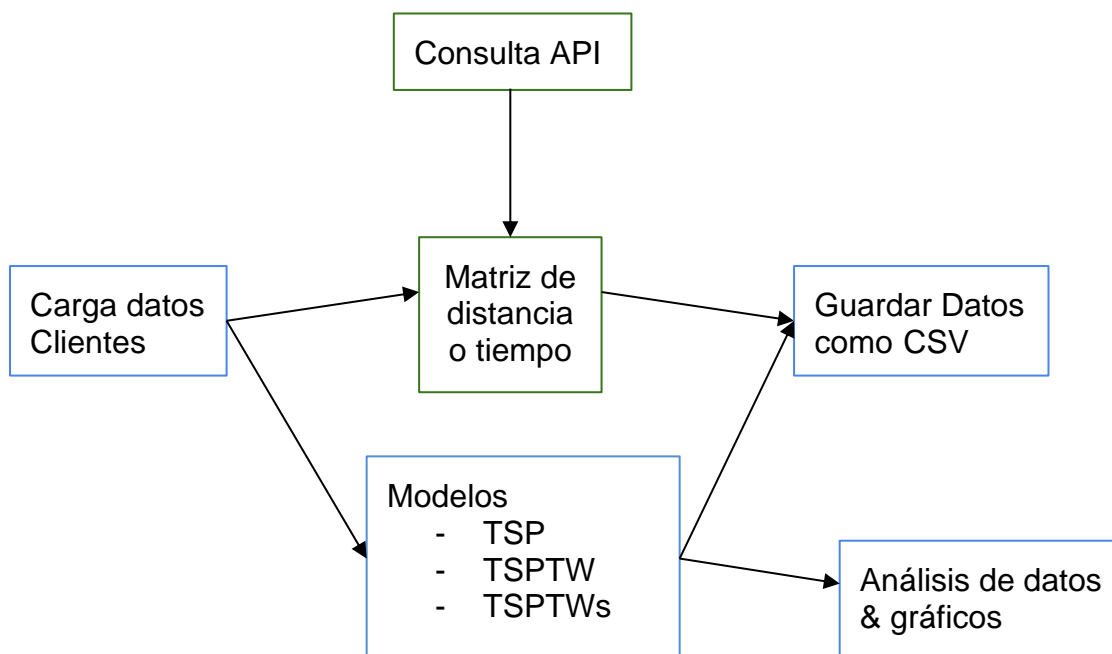 Consulta API
Carga datos
Clientes
Matriz de
distancia
o tiempo
Guardar Datos
como CSV
Modelos
- TSP
- TSPTW
- TSPTWs
Análisis de datos
& gráficos